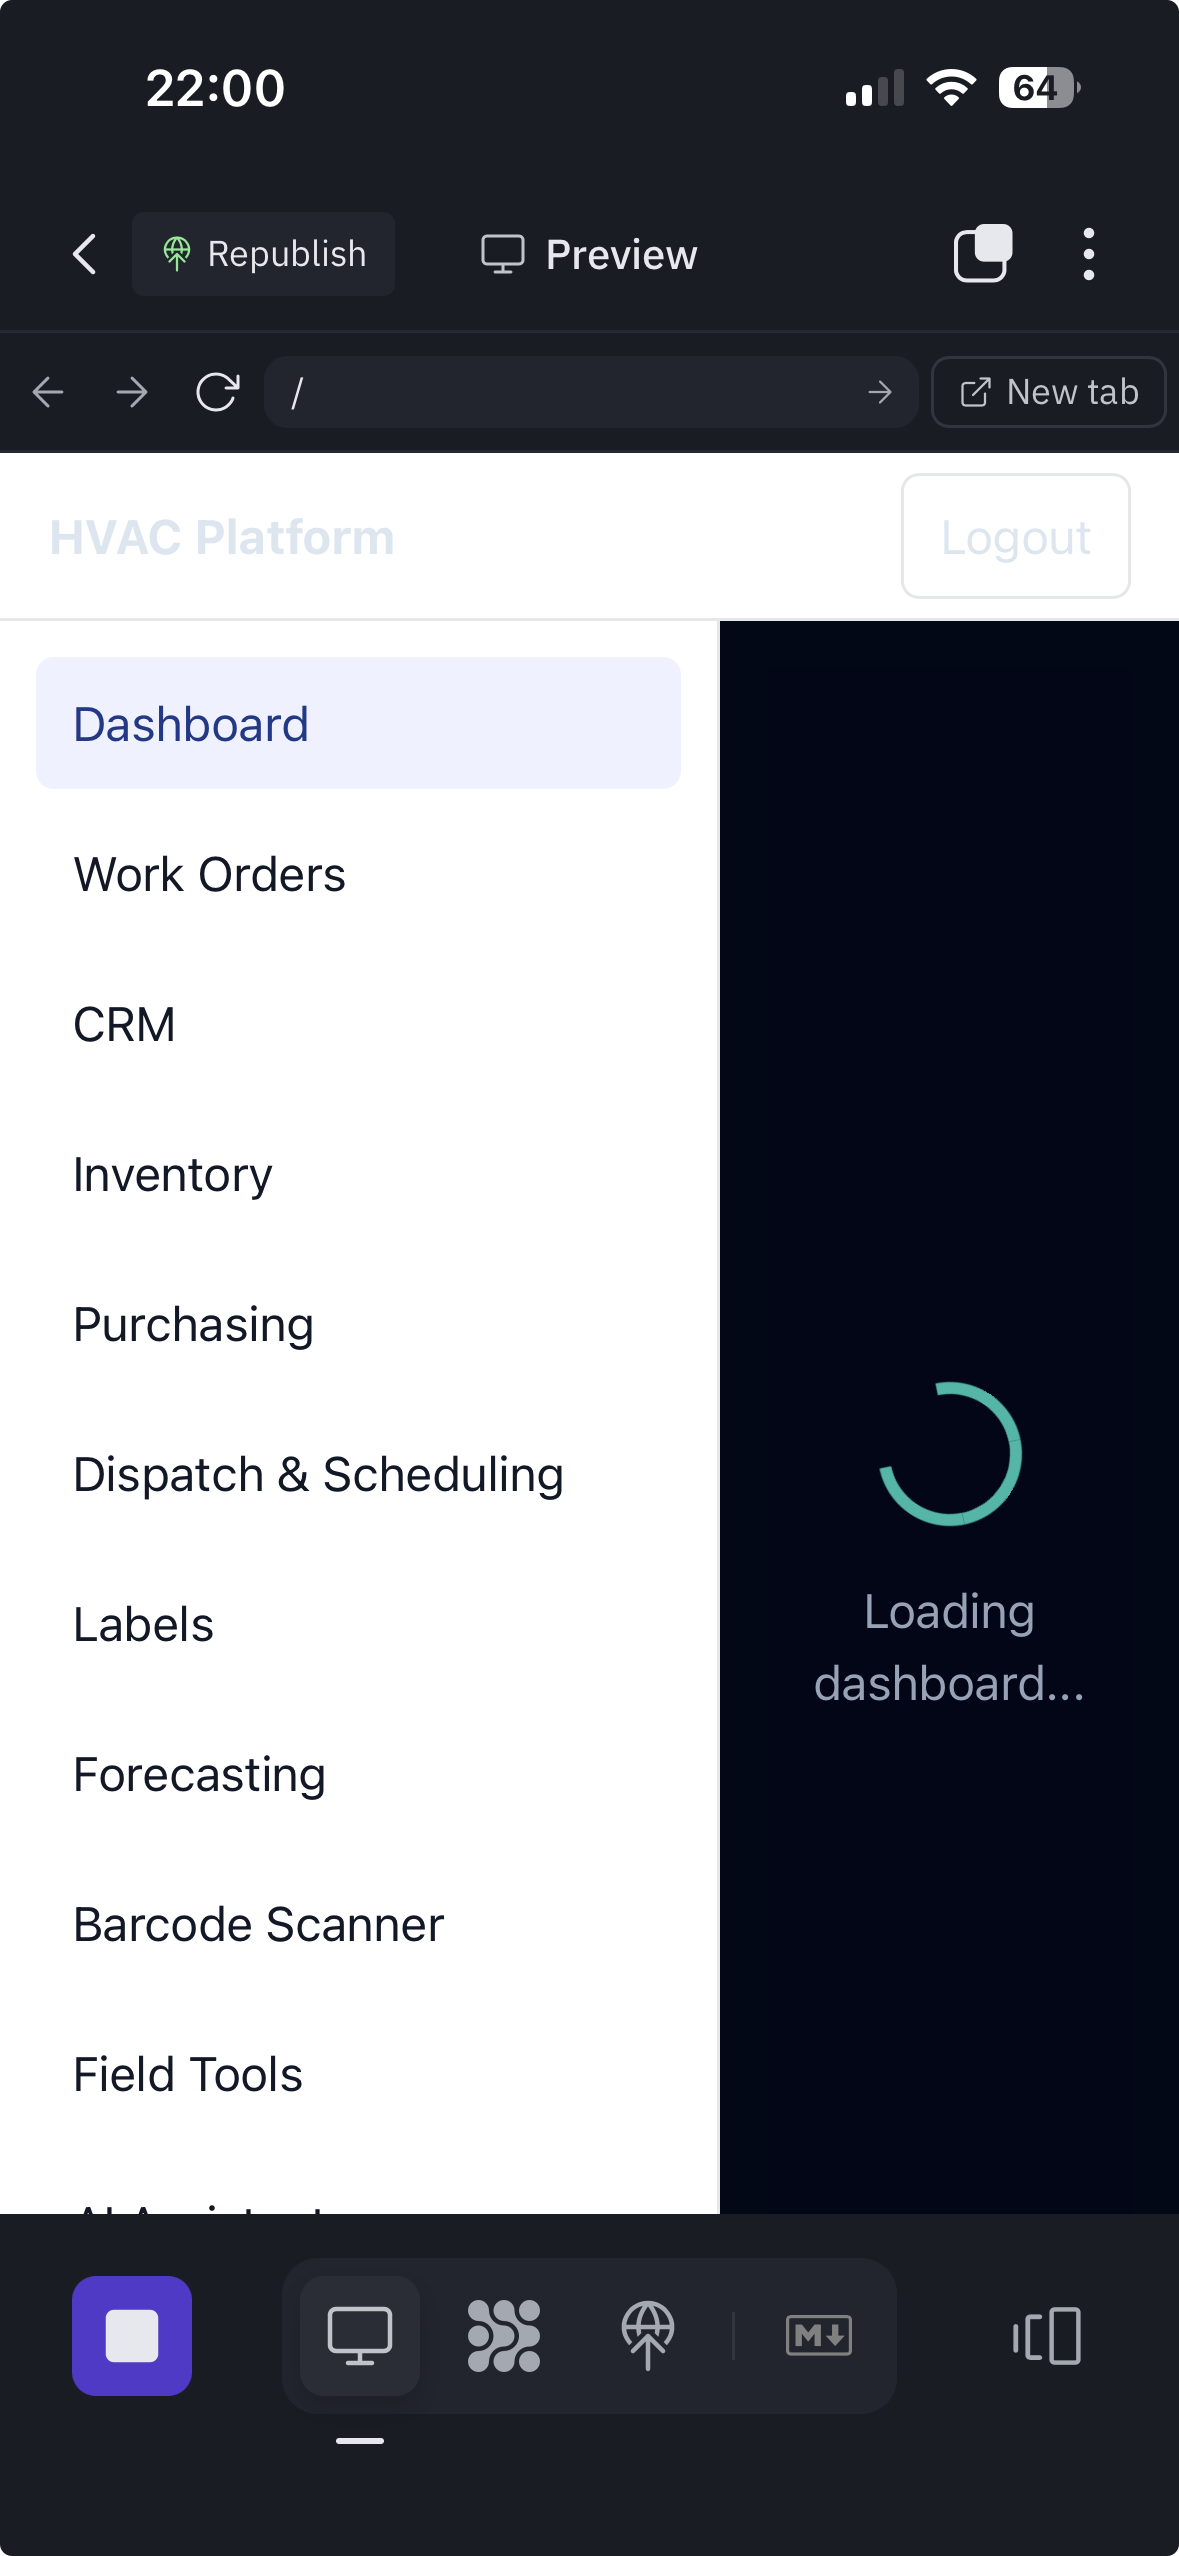 22:00
64
Republish
Preview
/
New tab
HVAC Platform
Logout
Dashboard
Work Orders
CRM
Inventory
Purchasing
Dispatch & Scheduling
Loading
dashboard...
Labels
Forecasting
Barcode Scanner
Field Tools
M